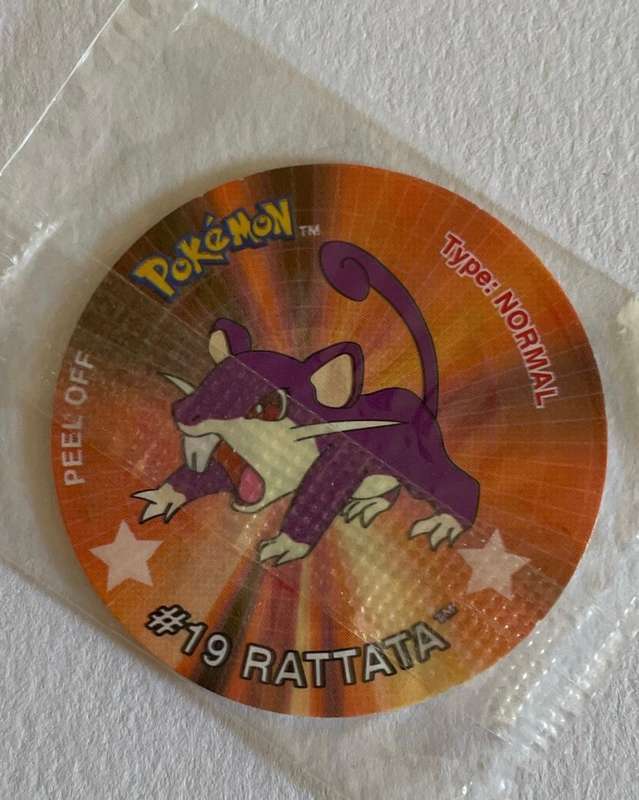 POKéMON™
Type: NORMAL
PEEL OFF
#19 RATTATA™